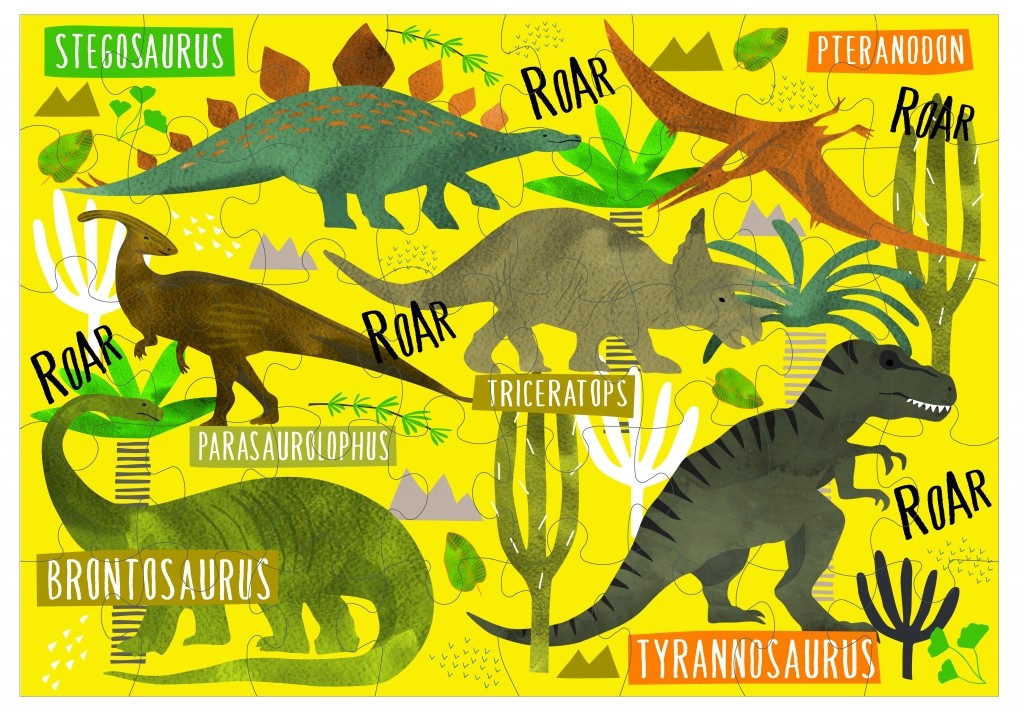 STEGOSAURUS
PTERANODON
ROAR
ROAR
ROAR
ROAR
TRICERATOPS
PARASAUROLOPHUS
ROAR
BRONTOSAURUS
TYRANNOSAURUS